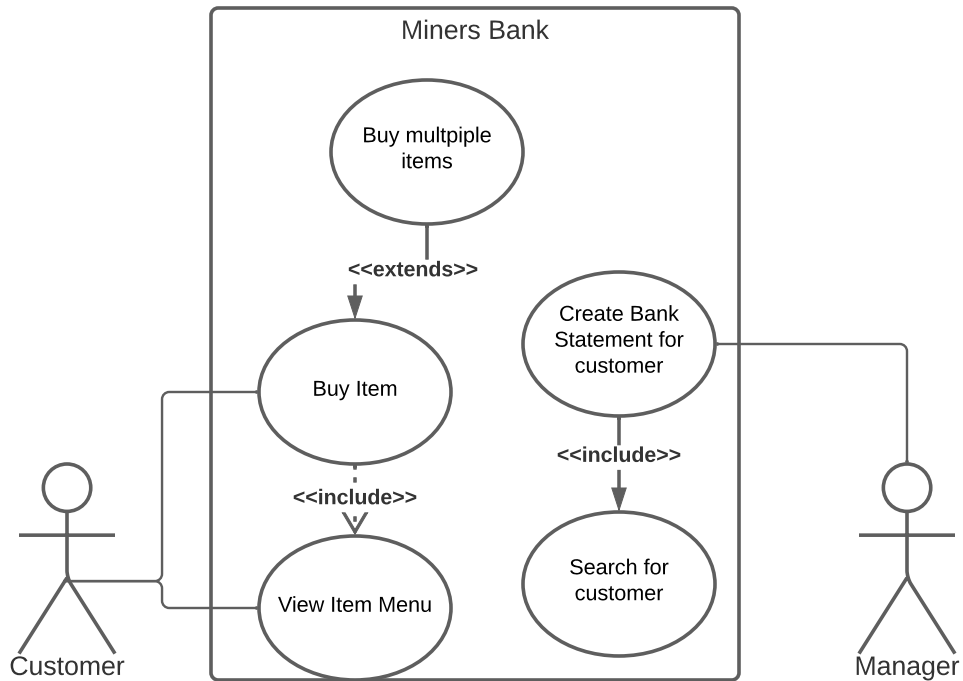 Miners Bank
Buy multpiple
items
<<extends>>
Create Bank
Statement for
customer
Buy Item
<<include>>
<<include>>
Search for
customer
View Item Menu
Customer
Manager